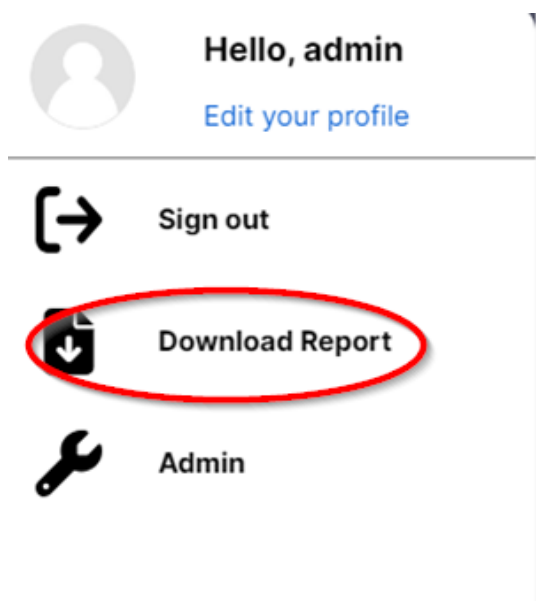 Hello, admin
Edit your profile
Sign out
Download Report
Admin